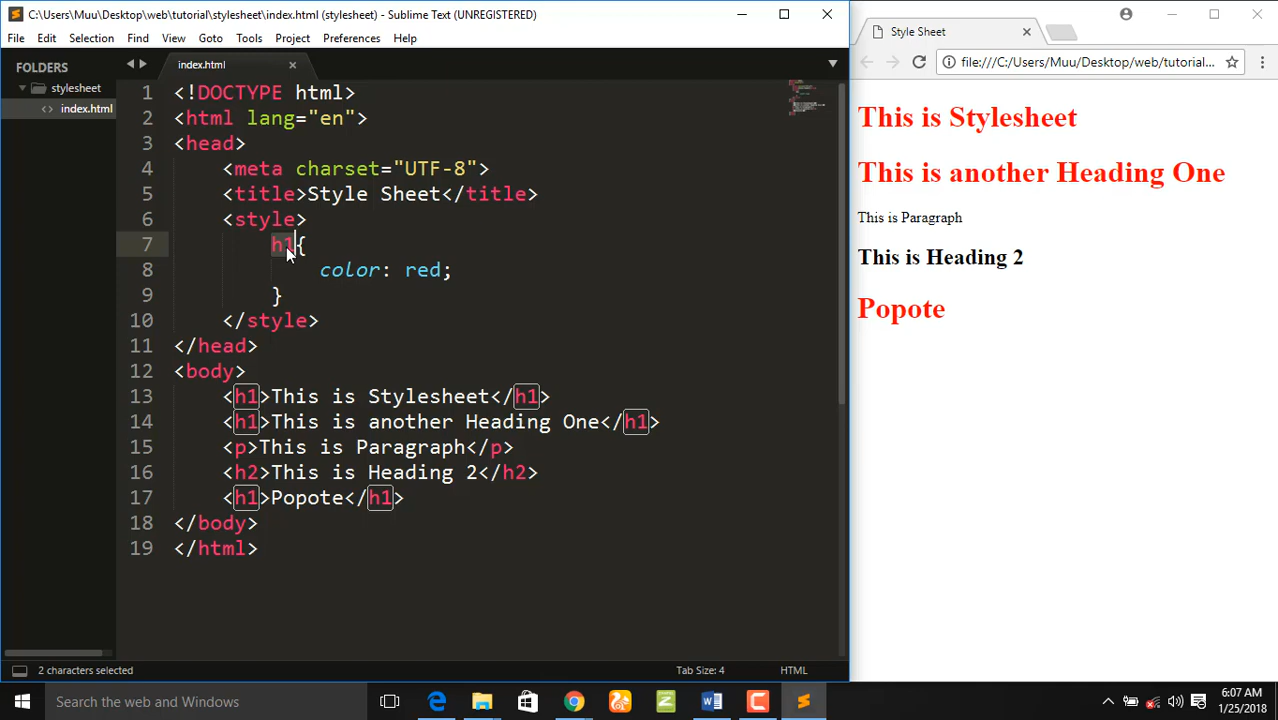 C:\Users\Muu\Desktop\web\tutorial\stylesheet\index.html (stylesheet) - Sublime Text (UNREGISTERED)
File Edit Selection Find View Goto Tools Project Preferences Help
FOLDERS
stylesheet
index.html
index.html
1 <!DOCTYPE html>
2 <html lang="en">
3 <head>
4 <meta charset="UTF-8">
5 <title>Style Sheet</title>
6 <style>
7 h1{
8 color: red;
9 }
10 </style>
11 </head>
12 <body>
13 <h1>This is Stylesheet</h1>
14 <h1>This is another Heading One</h1>
15 <p>This is Paragraph</p>
16 <h2>This is Heading 2</h2>
17 <h1>Popote</h1>
18 </body>
19 </html>
2 characters selected
Tab Size: 4
HTML
Style Sheet
file:///C:/Users/Muu/Desktop/web/tutorial...
This is Stylesheet
This is another Heading One
This is Paragraph
This is Heading 2
Popote
Search the web and Windows
6:07 AM
1/25/2018